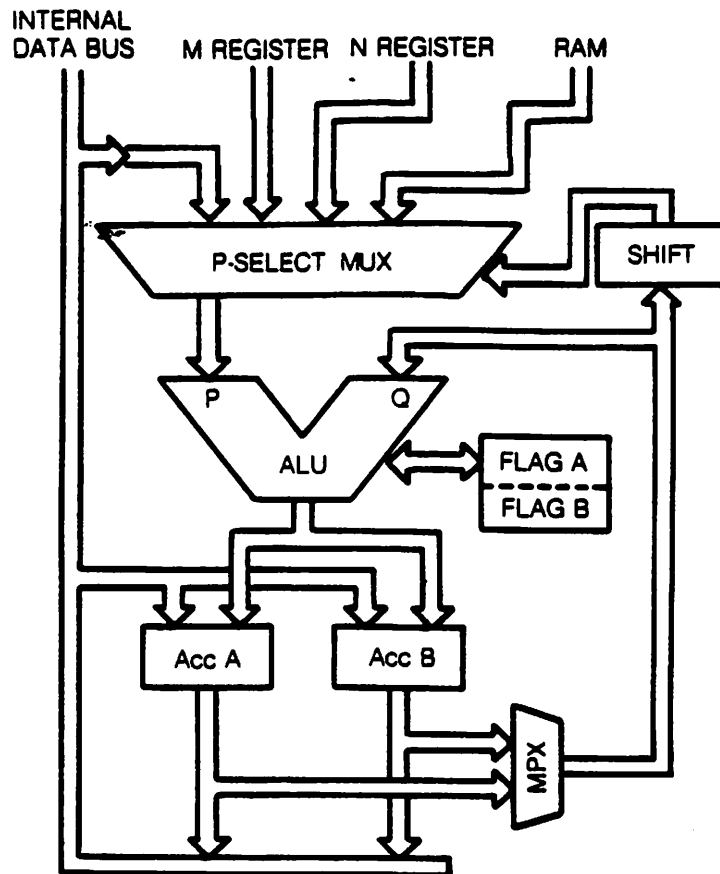 INTERNAL
DATA BUS
M REGISTER
N REGISTER
RAM
P-SELECT MUX
SHIFT
P
Q
ALU
FLAG A
FLAG B
Acc A
Acc B
MPX